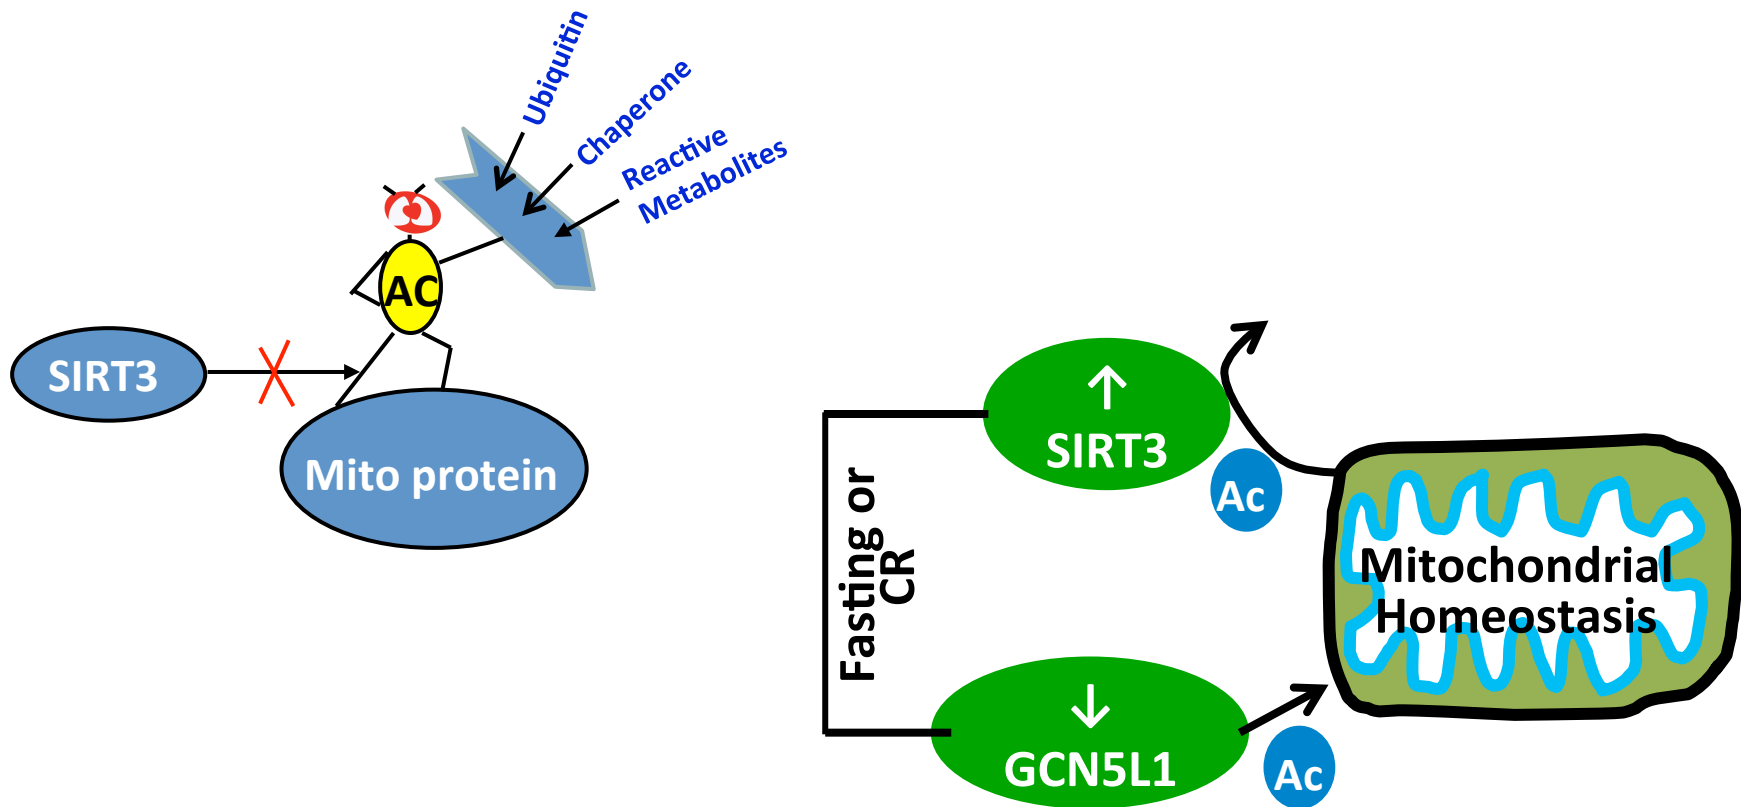 Ubiquitin
Chaperone
Reactive
Metabolites
AC
SIRT3
Mito protein
↑
SIRT3
Ac
Fasting or
CR
Mitochondrial
Homeostasis
↓
GCN5L1
Ac